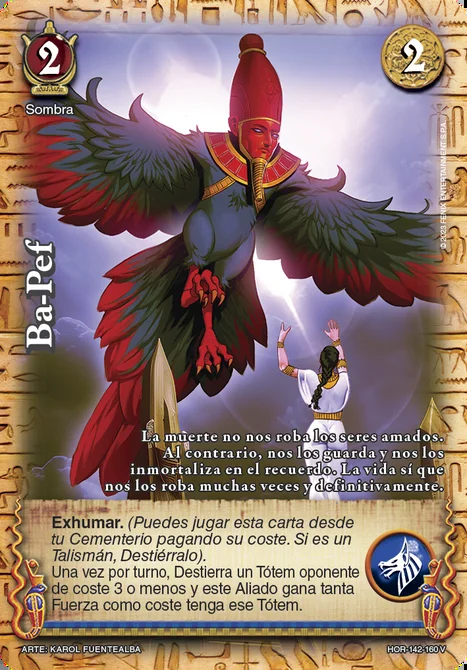 2
2
Sombra
© 2023 FENIX ENTERTAINMENT S.P.A.
Ba-Pef
La muerte no nos roba los seres amados.
Al contrario, nos los guarda y nos los
inmortaliza en el recuerdo. La vida sí que
nos los roba muchas veces y definitivamente.
Exhumar. (Puedes jugar esta carta desde
tu Cementerio pagando su coste. Si es un
Talismán, Destiérralo).
Una vez por turno, Destierra un Tótem oponente
de coste 3 o menos y este Aliado gana tanta
Fuerza como coste tenga ese Tótem.
ARTE: KAROL FUENTEALBA
HOR-142-160 V